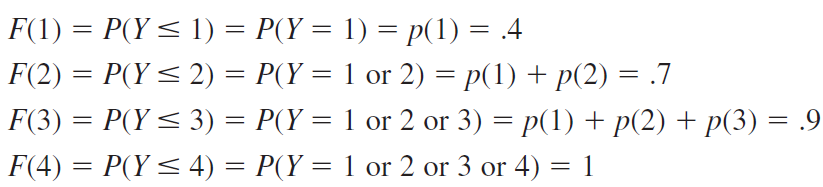 F(1) = P(Y ≤ 1) = P(Y = 1) = p(1) = .4
F(2) = P(Y ≤ 2) = P(Y = 1 or 2) = p(1) + p(2) = .7
F(3) = P(Y ≤ 3) = P(Y = 1 or 2 or 3) = p(1) + p(2) + p(3) = .9
F(4) = P(Y ≤ 4) = P(Y = 1 or 2 or 3 or 4) = 1